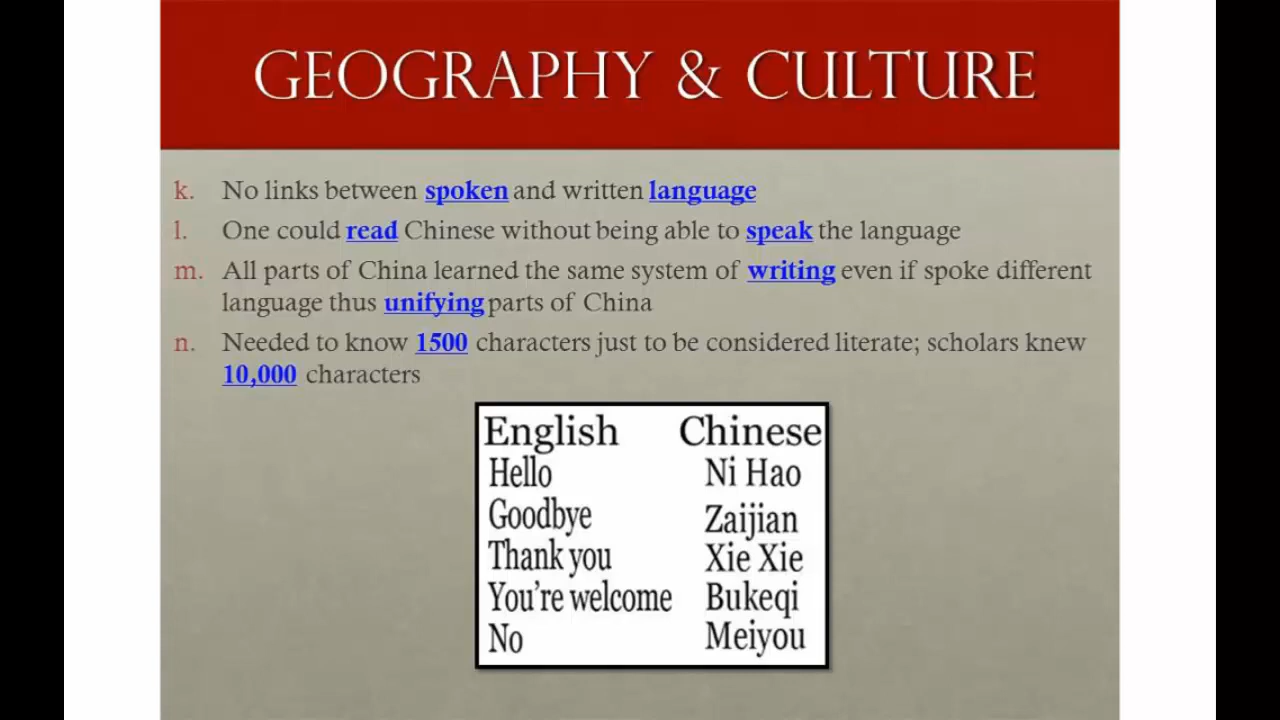 GEOGRAPHY & CULTURE
k. No links between spoken and written language
l. One could read Chinese without being able to speak the language
m. All parts of China learned the same system of writing even if spoke different
language thus unifying parts of China
n. Needed to know 1500 characters just to be considered literate; scholars knew
10,000 characters
English Chinese
Hello Ni Hao
Goodbye Zaijian
Thank you Xie Xie
You're welcome Bukeqi
No Meiyou